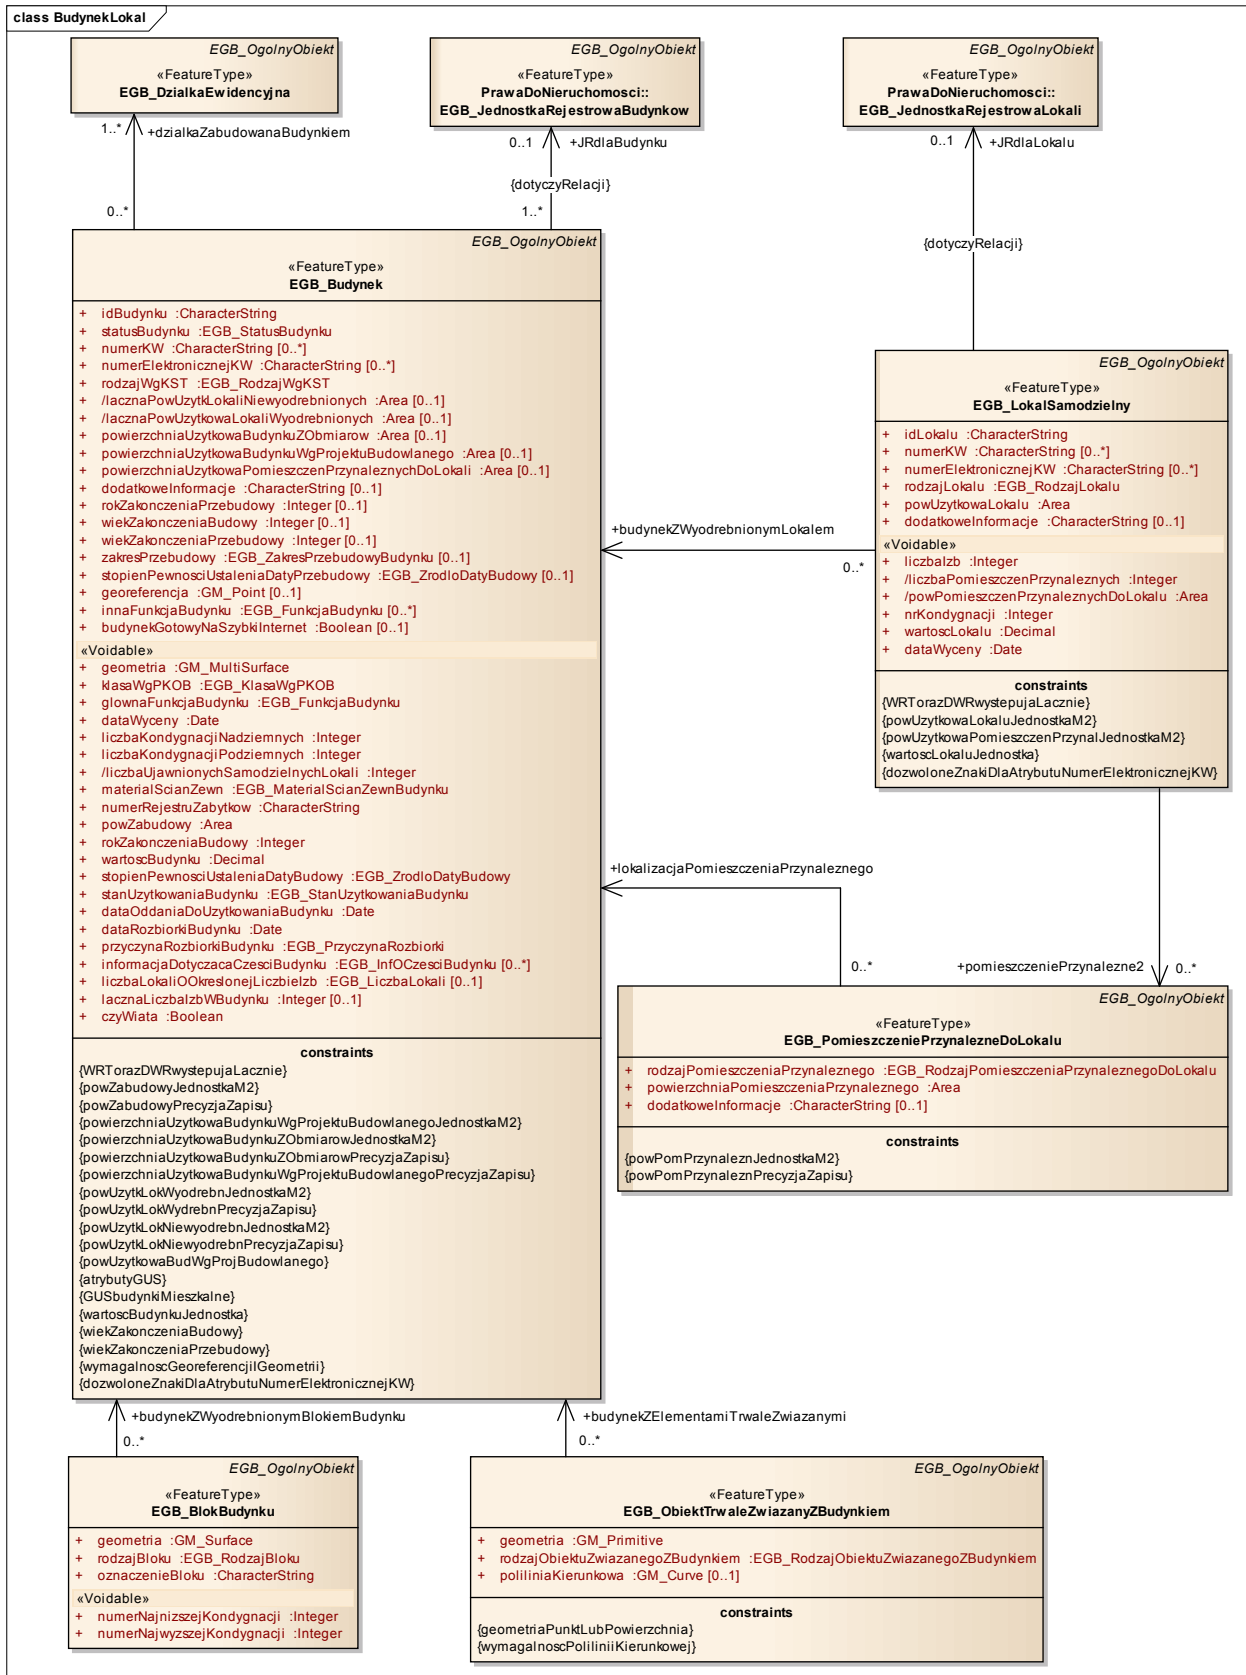 class BudynekLokal
EGB_OgolnyObiekt
«FeatureType»
EGB_DzialkaEwidencyjna
EGB_OgolnyObiekt
«FeatureType»
PrawaDoNieruchomosci::
EGB_JednostkaRejestrowaBudynkow
EGB_OgolnyObiekt
«FeatureType»
PrawaDoNieruchomosci::
EGB_JednostkaRejestrowaLokali
1..*
+dzialkaZabudowanaBudynkiem
0..*
0..1
+JRdlaBudynku
{dotyczyRelacji}
1..*
0..1
+JRdlaLokalu
{dotyczyRelacji}
EGB_OgolnyObiekt
«FeatureType»
EGB_Budynek
+ idBudynku :CharacterString
+ statusBudynku :EGB_StatusBudynku
+ numerKW :CharacterString [0..*]
+ numerElektronicznejKW :CharacterString [0..*]
+ rodzajWgKST :EGB_RodzajWgKST
+ /lacznaPowUzytkLokaliNiewyodrebnionych :Area [0..1]
+ /lacznaPowUzytkowaLokaliWyodrebnionych :Area [0..1]
+ powierzchniaUzytkowaBudynkuZObmiarow :Area [0..1]
+ powierzchniaUzytkowaBudynkuWgProjektuBudowlanego :Area [0..1]
+ powierzchniaUzytkowaPomieszczenPrzynaleznychDoLokali :Area [0..1]
+ dodatkoweInformacje :CharacterString [0..1]
+ rokZakonczeniaPrzebudowy :Integer [0..1]
+ wiekZakonczeniaBudowy :Integer [0..1]
+ wiekZakonczeniaPrzebudowy :Integer [0..1]
+ zakresPrzebudowy :EGB_ZakresPrzebudowyBudynku [0..1]
+ stopienPewnosciUstaleniaDatyPrzebudowy :EGB_ZrodloDatyBudowy [0..1]
+ georeferencja :GM_Point [0..1]
+ innaFunkcjaBudynku :EGB_FunkcjaBudynku [0..*]
+ budynekGotowyNaSzybkiInternet :Boolean [0..1]
«Voidable»
+ geometria :GM_MultiSurface
+ klasaWgPKOB :EGB_KlasaWgPKOB
+ glownaFunkcjaBudynku :EGB_FunkcjaBudynku
+ dataWyceny :Date
+ liczbaKondygnacjiNadziemnych :Integer
+ liczbaKondygnacjiPodziemnych :Integer
+ /liczbaUjawnionychSamodzielnychLokali :Integer
+ materialScianZewn :EGB_MaterialScianZewnBudynku
+ numerRejestruZabytkow :CharacterString
+ powZabudowy :Area
+ rokZakonczeniaBudowy :Integer
+ wartoscBudynku :Decimal
+ stopienPewnosciUstaleniaDatyBudowy :EGB_ZrodloDatyBudowy
+ stanUzytkowaniaBudynku :EGB_StanUzytkowaniaBudynku
+ dataOddaniaDoUzytkowaniaBudynku :Date
+ dataRozbiorkiBudynku :Date
+ przyczynaRozbiorkiBudynku :EGB_PrzyczynaRozbiorki
+ informacjaDotyczacaCzesciBudynku :EGB_InfOCzesciBudynku [0..*]
+ liczbaLokaliOOkreslonejLiczbieIzb :EGB_LiczbaLokali [0..1]
+ lacznaLiczbaIzbWBudynku :Integer [0..1]
+ czyWiata :Boolean
constraints
{WRTorazDWRwystepujaLacznie}
{powZabudowyJednostkaM2}
{powZabudowyPrecyzjaZapisu}
{powierzchniaUzytkowaBudynkuWgProjektuBudowlanegoJednostkaM2}
{powierzchniaUzytkowaBudynkuZObmiarowJednostkaM2}
{powierzchniaUzytkowaBudynkuZObmiarowPrecyzjaZapisu}
{powierzchniaUzytkowaBudynkuWgProjektuBudowlanegoPrecyzjaZapisu}
{powUzytkLokWyodrebnJednostkaM2}
{powUzytkLokWydrebnPrecyzjaZapisu}
{powUzytkLokNiewyodrebnJednostkaM2}
{powUzytkLokNiewyodrebnPrecyzjaZapisu}
{powUzytkowaBudWgProjBudowlanego}
{atrybutyGUS}
{GUSbudynkiMieszkalne}
{wartoscBudynkuJednostka}
{wiekZakonczeniaBudowy}
{wiekZakonczeniaPrzebudowy}
{wymagalnoscGeoreferencjiIGeometrii}
{dozwoloneZnakiDlaAtrybutuNumerElektronicznejKW}
EGB_OgolnyObiekt
«FeatureType»
EGB_LokalSamodzielny
+ idLokalu :CharacterString
+ numerKW :CharacterString [0..*]
+ numerElektronicznejKW :CharacterString [0..*]
+ rodzajLokalu :EGB_RodzajLokalu
+ powUzytkowaLokalu :Area
+ dodatkoweInformacje :CharacterString [0..1]
«Voidable»
+ liczbaIzb :Integer
+ /liczbaPomieszczenPrzynaleznych :Integer
+ /powPomieszczenPrzynaleznychDoLokalu :Area
+ nrKondygnacji :Integer
+ wartoscLokalu :Decimal
+ dataWyceny :Date
constraints
{WRTorazDWRwystepujaLacznie}
{powUzytkowaLokaluJednostkaM2}
{powUzytkowaPomieszczenPrzynalJednostkaM2}
{wartoscLokaluJednostka}
{dozwoloneZnakiDlaAtrybutuNumerElektronicznejKW}
+budynekZWyodrebnionymLokalem
0..*
+lokalizacjaPomieszczeniaPrzynaleznego
0..*
+pomieszczeniePrzynalezne2
0..*
EGB_OgolnyObiekt
«FeatureType»
EGB_PomieszczeniePrzynalezneDoLokalu
+ rodzajPomieszczeniaPrzynaleznego :EGB_RodzajPomieszczeniaPrzynaleznegoDoLokalu
+ powierzchniaPomieszczeniaPrzynaleznego :Area
+ dodatkoweInformacje :CharacterString [0..1]
constraints
{powPomPrzynaleznJednostkaM2}
{powPomPrzynaleznPrecyzjaZapisu}
+budynekZWyodrebnionymBlokiemBudynku
0..*
+budynekZElementamiTrwaleZwiazanymi
0..*
EGB_OgolnyObiekt
«FeatureType»
EGB_BlokBudynku
+ geometria :GM_Surface
+ rodzajBloku :EGB_RodzajBloku
+ oznaczenieBloku :CharacterString
«Voidable»
+ numerNajnizszejKondygnacji :Integer
+ numerNajwyzszejKondygnacji :Integer
EGB_OgolnyObiekt
«FeatureType»
EGB_ObiektTrwaleZwiazanyZBudynkiem
+ geometria :GM_Primitive
+ rodzajObiektuZwiazanegoZBudynkiem :EGB_RodzajObiektuZwiazanegoZBudynkiem
+ poliliniaKierunkowa :GM_Curve [0..1]
constraints
{geometriaPunktLubPowierzchnia}
{wymagalnoscPoliliniiKierunkowej}